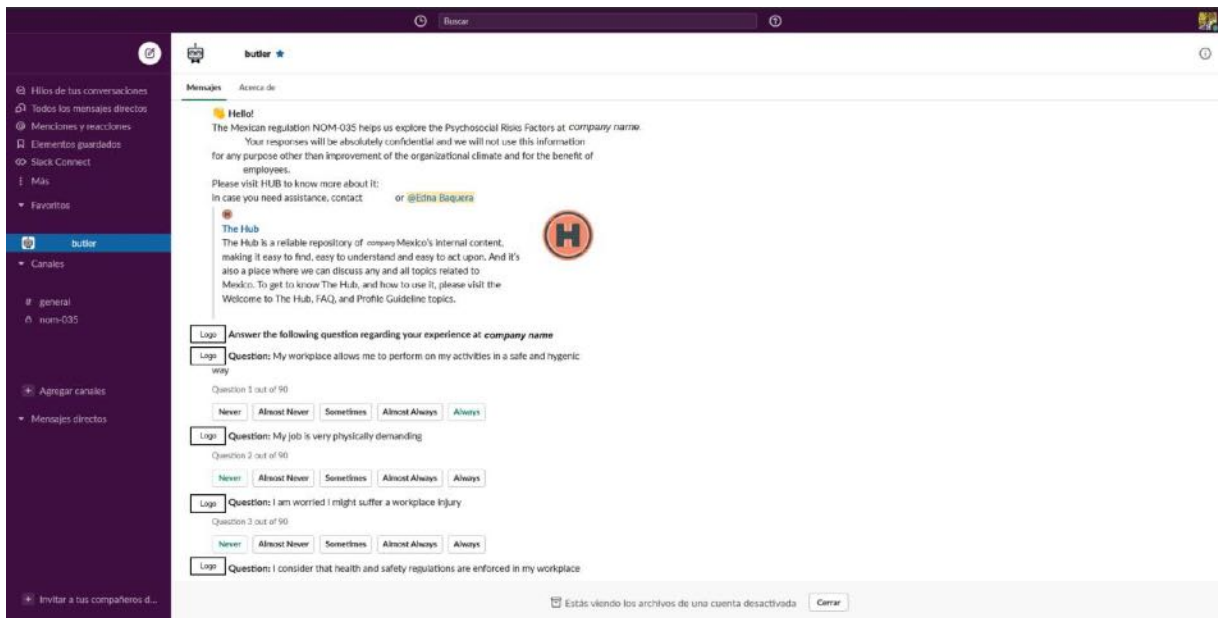 Buscar
butler
Mensajes Acerca de
Hilos de tus conversaciones
Todos los mensajes directos
Menciones y reacciones
Elementos guardados
Slack Connect
Más
Favoritos
butler
Canales
# general
nom-035
+ Agregar canales
Mensajes directos
+ Invitar a tus compañeros d...
Hello!
The Mexican regulation NOM-035 helps us explore the Psychosocial Risks Factors at company name.
Your responses will be absolutely confidential and we will not use this information
for any purpose other then improvement of the organizational climate and for the benefit of
employees.
Please visit HUB to know more about it:
In case you need assistance, contact or @Edna Baquera
H
The Hub
The Hub is a reliable repository of company Mexico's internal content,
making it easy to find, easy to understand and easy to act upon. And it's
also a place where we can discuss any and all topics related to
Mexico. To get to know The Hub, and how to use it, please visit the
Welcome to The Hub, FAQ, and Profile Guideline topics.
H
Logo Answer the following question regarding your experience at company name
Logo Question: My workplace allows me to perform on my activities in a safe and hygenic
way
Question 1 out of 90
Never Almost Never Sometimes Almost Always Always
Logo Question: My job is very physically demanding
Question 2 out of 90
Never Almost Never Sometimes Almost Always Always
Logo Question: I am worried I might suffer a workplace injury
Question 3 out of 90
Never Almost Never Sometimes Almost Always Always
Logo Question: I consider that health and safety regulations are enforced in my workplace
Estás viendo los archivos de una cuenta desactivada Cerrar